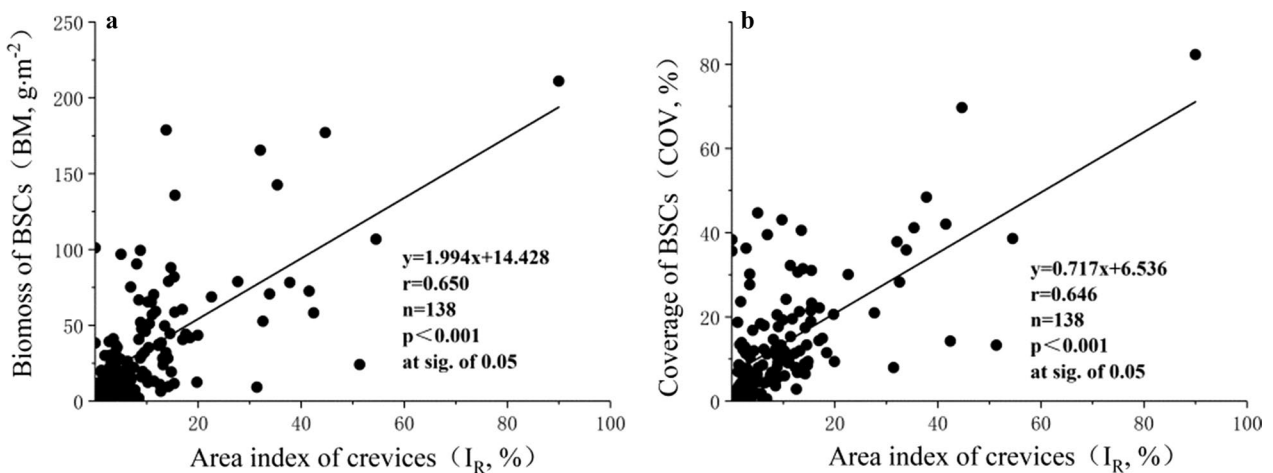 a
250
200
150
100
50
0
Biomoss of BSCs（BM, g·m⁻²）
y=1.994x+14.428
r=0.650
n=138
p＜0.001
at sig. of 0.05
20
40
60
80
100
Area index of crevices（I_R, %）
b
80
60
40
20
0
Coverage of BSCs（COV, %）
y=0.717x+6.536
r=0.646
n=138
p＜0.001
at sig. of 0.05
20
40
60
80
100
Area index of crevices（I_R, %）